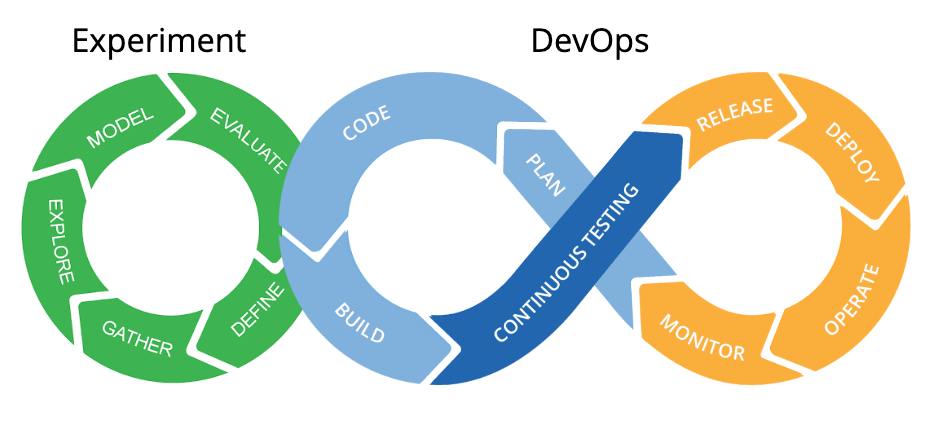 Experiment
DevOps
MODEL
EVALUATE
EXPLORE
GATHER
DEFINE
CODE
PLAN
BUILD
CONTINUOUS TESTING
RELEASE
DEPLOY
OPERATE
MONITOR